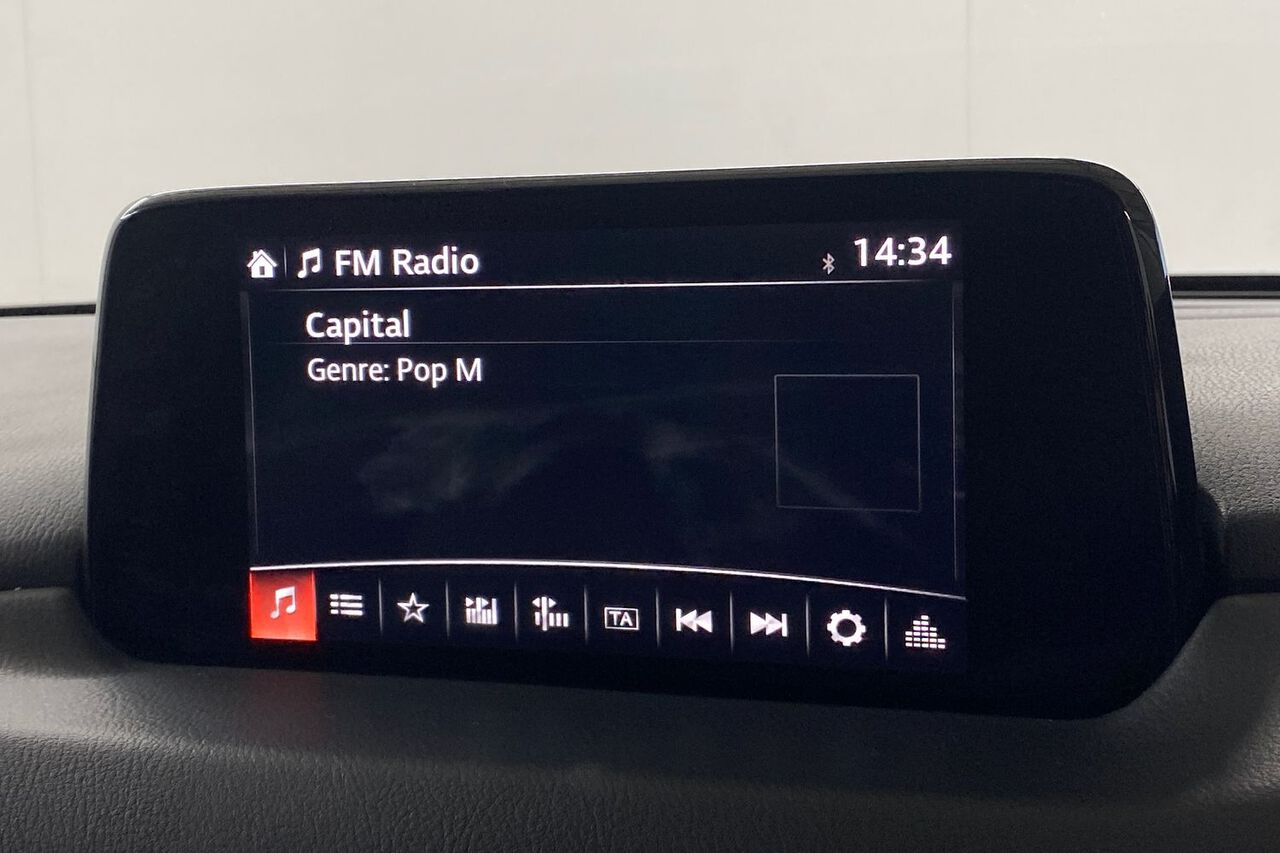 FM Radio 14:34
Capital
Genre: Pop M
TA